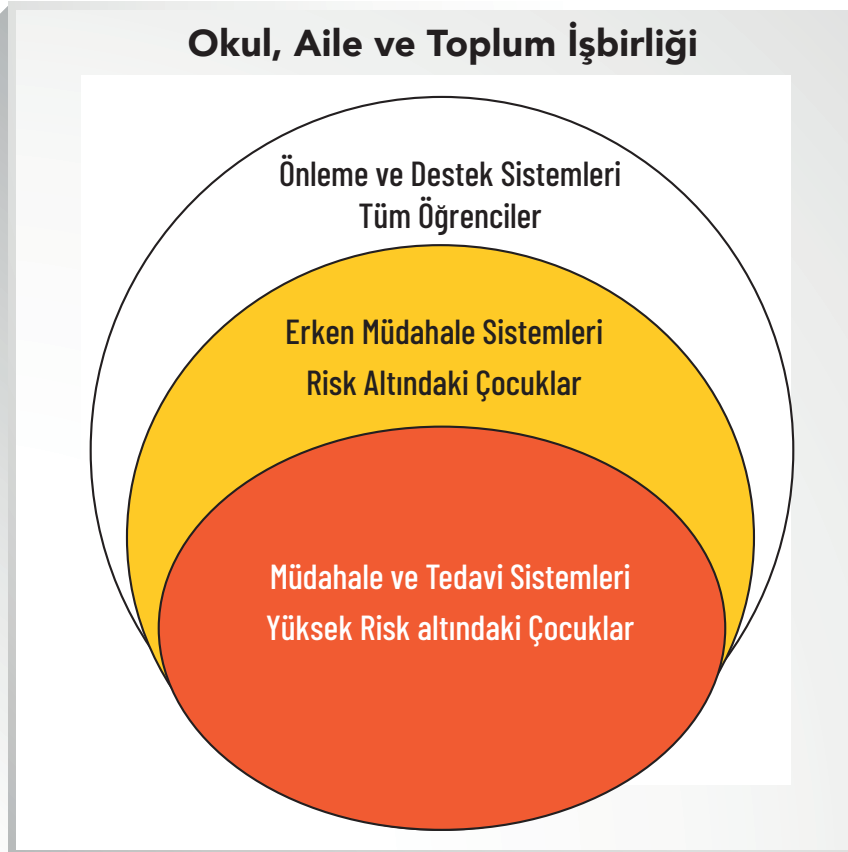 Okul, Aile ve Toplum İşbirliği
Önleme ve Destek Sistemleri
Tüm Öğrenciler
Erken Müdahale Sistemleri
Risk Altındaki Çocuklar
Müdahale ve Tedavi Sistemleri
Yüksek Risk altındaki Çocuklar